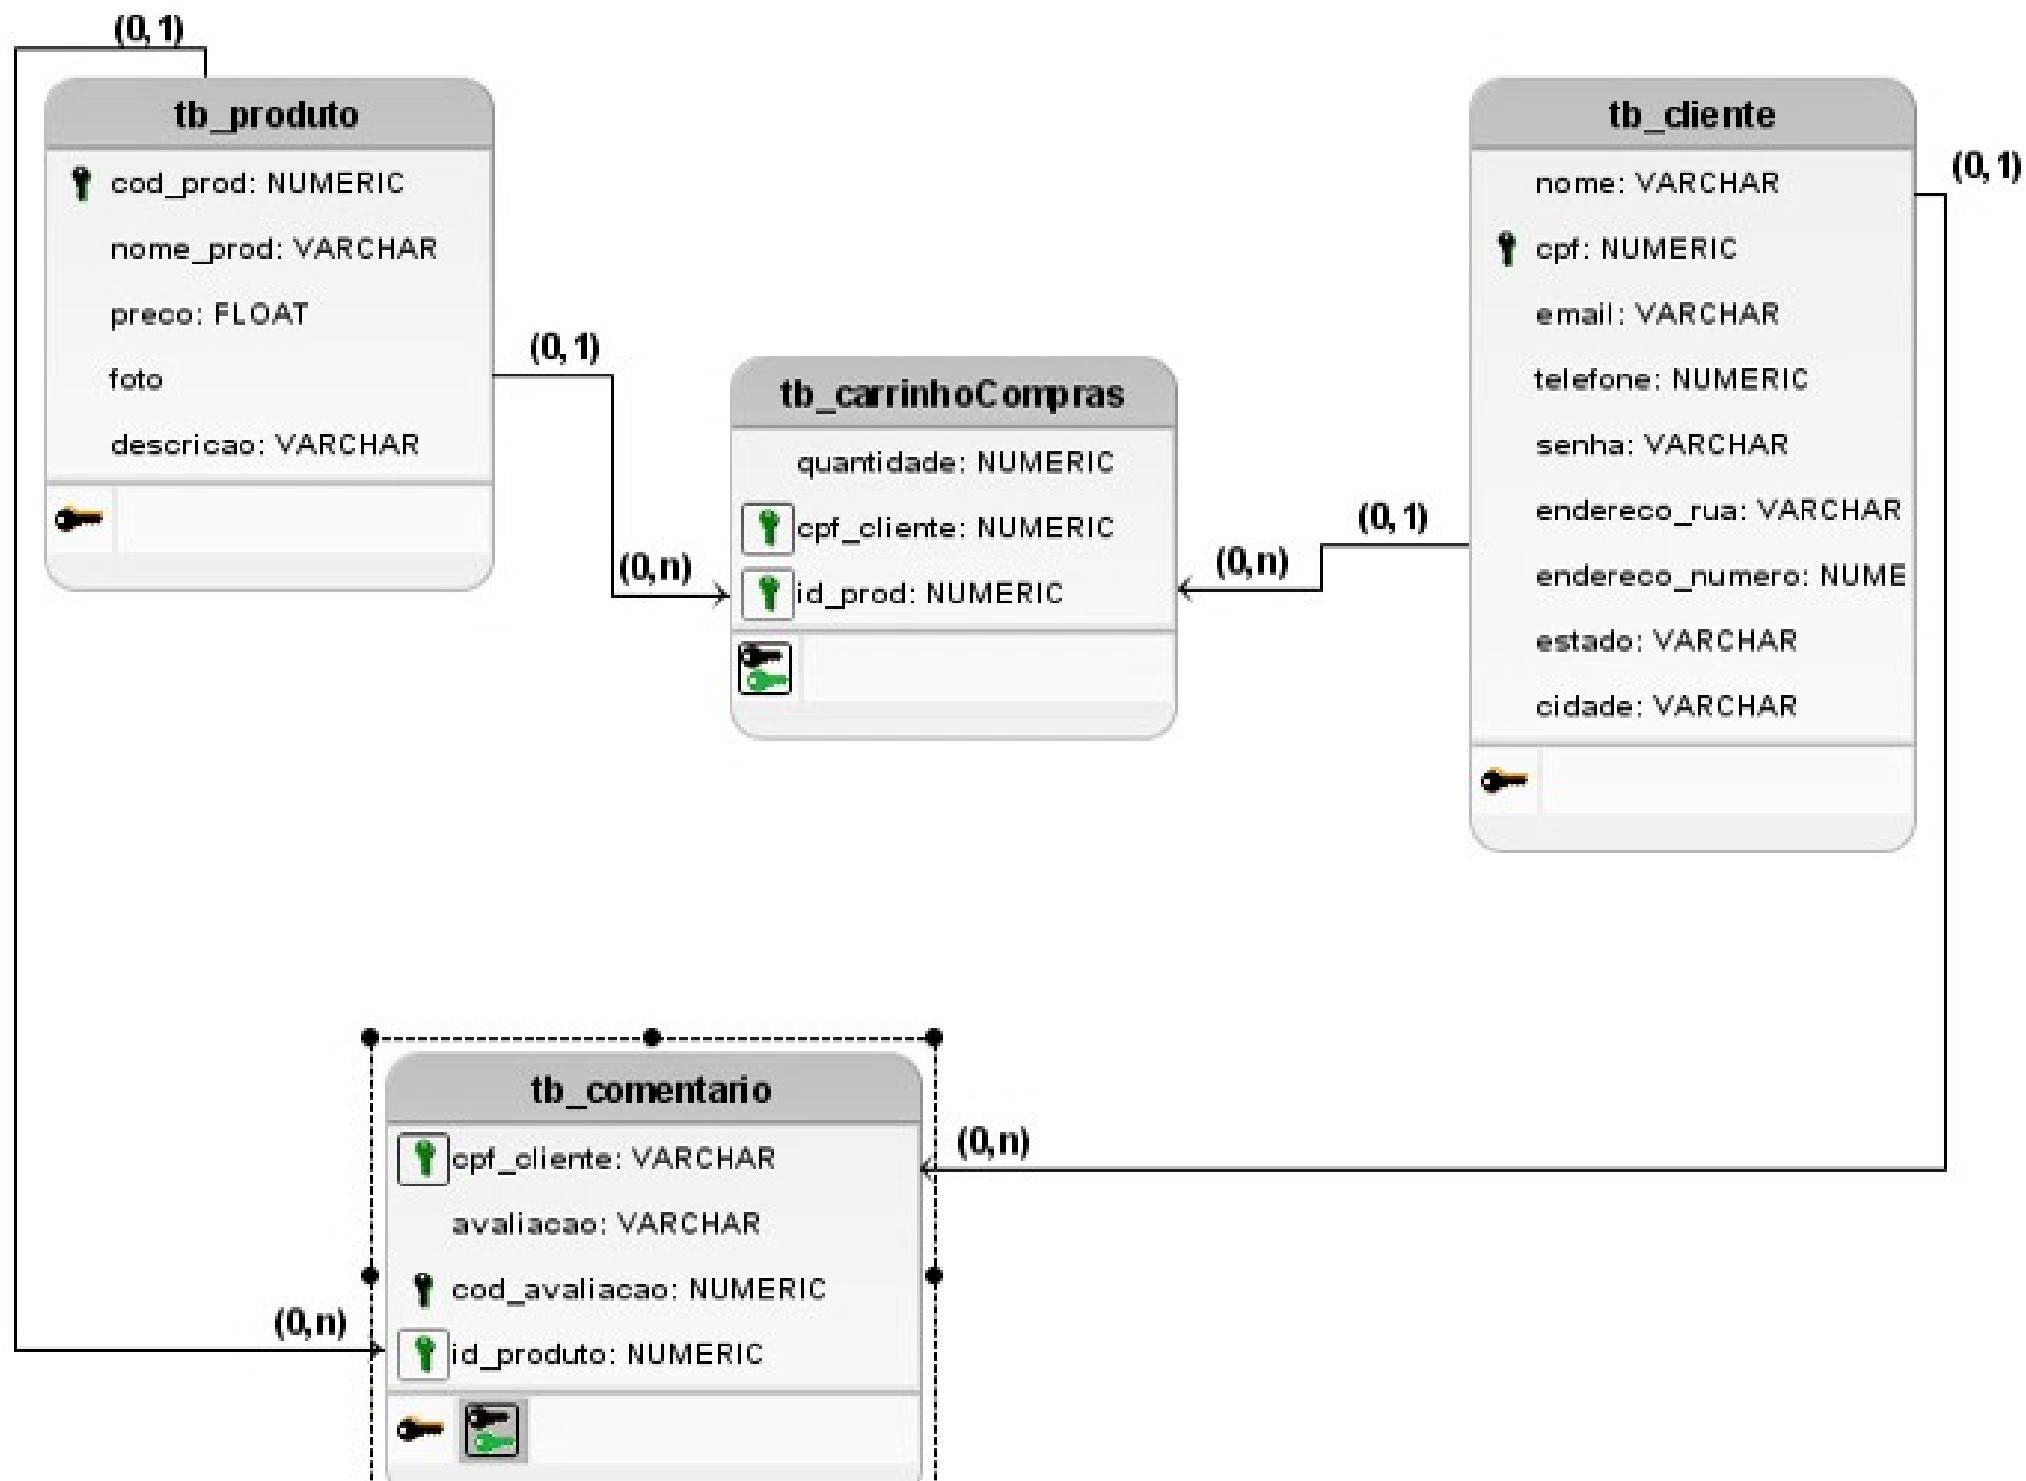 (0,1)
tb_produto
cod_prod: NUMERIC
nome_prod: VARCHAR
preco: FLOAT
foto
descricao: VARCHAR
(0,1)
(0,n)
tb_carrinhoCompras
quantidade: NUMERIC
cpf_cliente: NUMERIC
id_prod: NUMERIC
tb_cliente
nome: VARCHAR
cpf: NUMERIC
email: VARCHAR
telefone: NUMERIC
senha: VARCHAR
endereco_rua: VARCHAR
endereco_numero: NUME
estado: VARCHAR
cidade: VARCHAR
(0,1)
(0,1)
(0,n)
tb_comentario
cpf_cliente: VARCHAR
avaliacao: VARCHAR
cod_avaliacao: NUMERIC
id_produto: NUMERIC
(0,n)
(0,n)